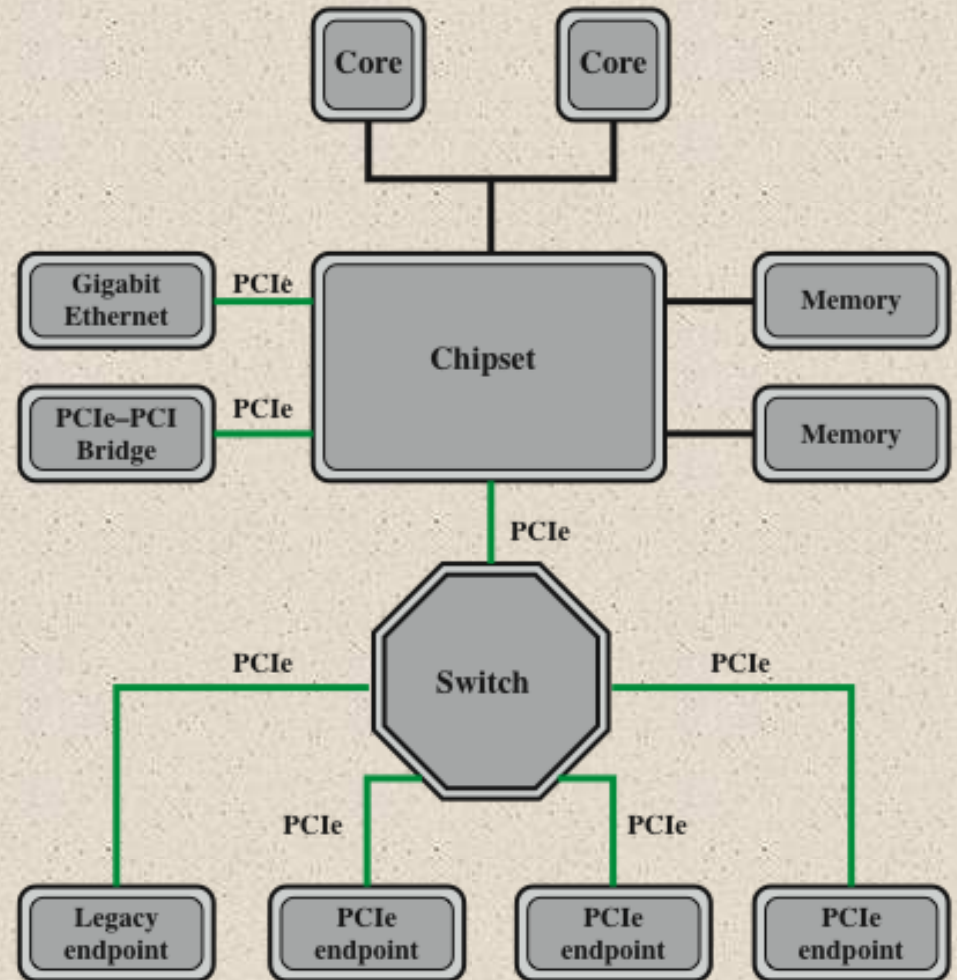 Core
Core
Gigabit
Ethernet
PCIe
Chipset
Memory
PCIe–PCI
Bridge
PCIe
Memory
PCIe
PCIe
Switch
PCIe
PCIe
PCIe
Legacy
endpoint
PCIe
endpoint
PCIe
endpoint
PCIe
endpoint